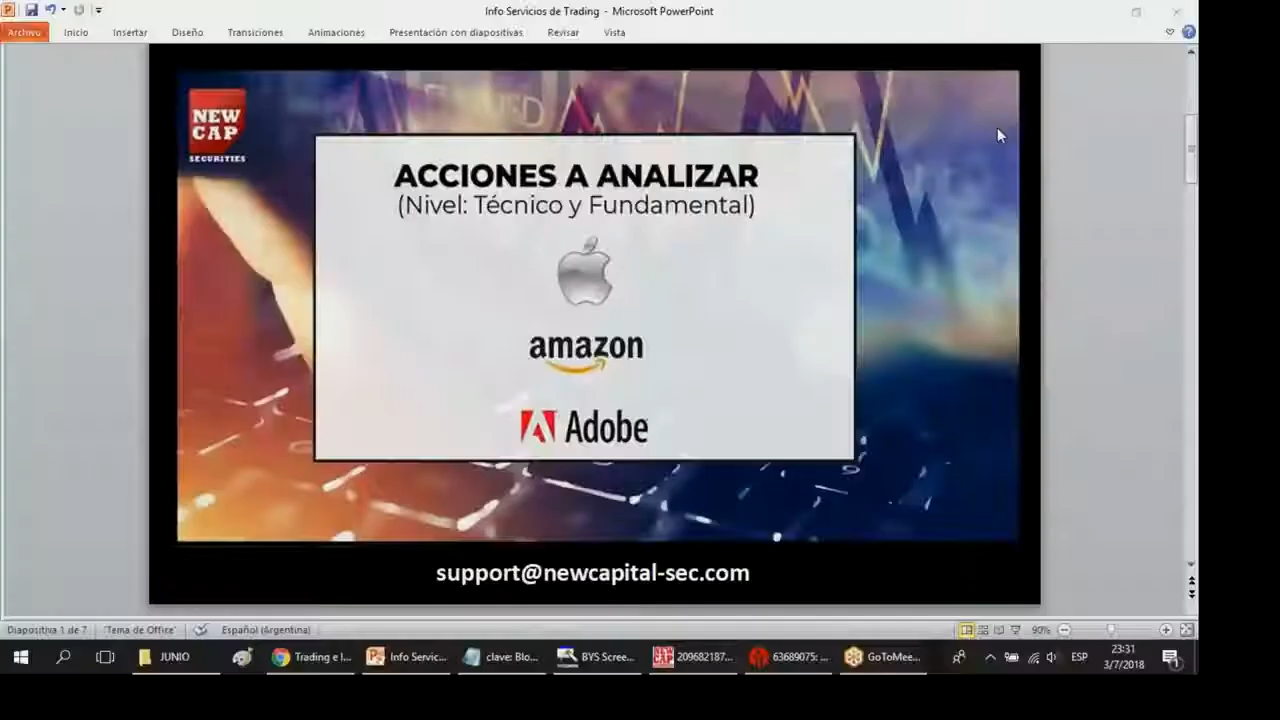 Info Servicios de Trading - Microsoft PowerPoint
Archivo Inicio Insertar Diseño Transiciones Animaciones Presentación con diapositivas Revisar Vista
NEW
CAP
SECURITIES
ACCIONES A ANALIZAR
(Nivel: Técnico y Fundamental)
amazon
Adobe
support@newcapital-sec.com
Diapositiva 1 de 7 "Tema de Office" Español (Argentina) 90%
JUNIO Trading e I... Info Servic... clave: Blo... BYS Scree... 209682187... 63689075: ... GoToMee... ESP
23:31
3/7/2018